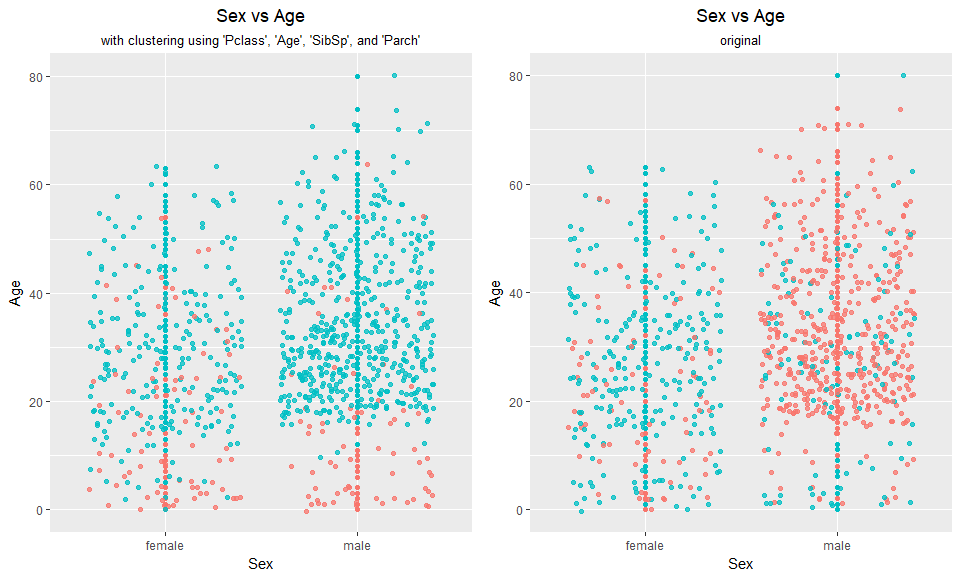 Sex vs Age
with clustering using 'Pclass', 'Age', 'SibSp', and 'Parch'
Age
80
60
40
20
0
female
male
Sex
Sex vs Age
original
Age
80
60
40
20
0
female
male
Sex